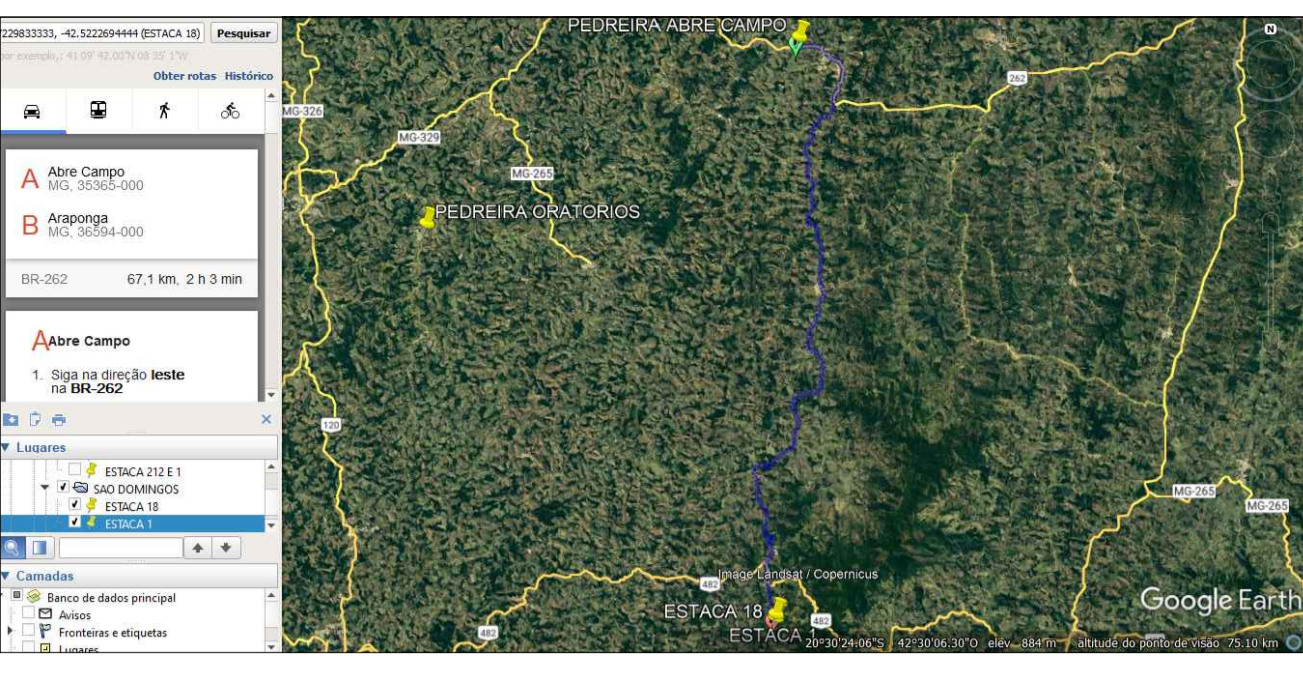 7229833333, -42.5222694444 (ESTACA 18) Pesquisar
por exemplo,: 41 09' 42.00"N 08 35' 1"W
Obter rotas Histórico
A Abre Campo
MG, 35365-000
B Araponga
MG, 36594-000
BR-262 67,1 km, 2 h 3 min
A Abre Campo
1. Siga na direção leste
na BR-262
Lugares
ESTACA 212 E 1
SAO DOMINGOS
ESTACA 18
ESTACA 1
Camadas
Banco de dados principal
Avisos
Fronteiras e etiquetas
Lugares
PEDREIRA ABRE CAMPO
N
262
MG-326
MG-329
MG-265
PEDREIRA ORATORIOS
120
MG-265
MG-265
Image Landsat / Copernicus
482
Google Earth
ESTACA 18
482
482
ESTACA
20°30'24.06"S 42°30'06.30"O elev 884 m altitude do ponto de visão 75.10 km